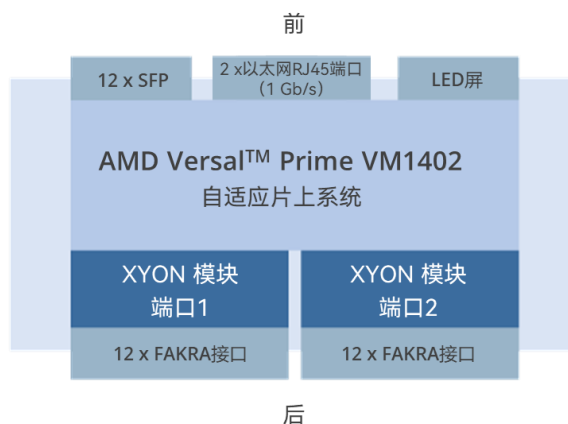 前
12 x SFP
2 x以太网RJ45端口
（1 Gb/s）
LED屏
AMD Versal™ Prime VM1402
自适应片上系统
XYON 模块
端口1
XYON 模块
端口2
12 x FAKRA接口
12 x FAKRA接口
后